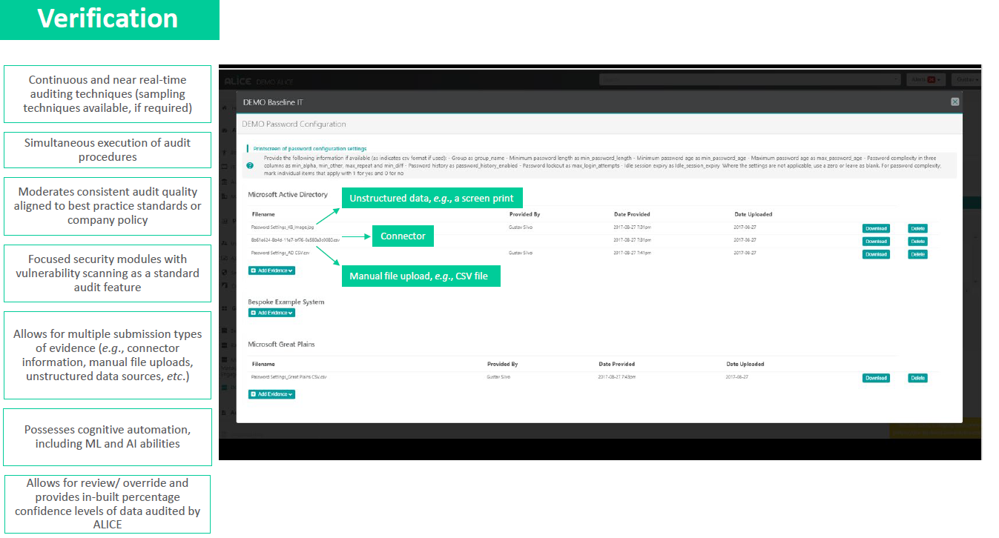 Verification
Continuous and near real-time
auditing techniques (sampling
techniques available, if required)
Simultaneous execution of audit
procedures
Moderates consistent audit quality
aligned to best practice standards or
company policy
Focused security modules with
vulnerability scanning as a standard
audit feature
Allows for multiple submission types
of evidence (e.g., connector
information, manual file uploads,
unstructured data sources, etc.)
Possesses cognitive automation,
including ML and AI abilities
Allows for review/ override and
provides in-built percentage
confidence levels of data audited by
ALICE
ALICE DEMO ALICE
DEMO Baseline IT
DEMO Password Configuration
Printscreen of password configuration settings
Provide the following information if available (as indicates csv format if used): - Group as group_name - Minimum password length as min_password_length - Minimum password age as min_password_age - Maximum password age as max_password_age - Password complexity in three
columns as min_alpha, min_other, max_repeat and min_diff - Password history as password_history_enabled - Password lockout as max_login_attempts - Idle session expiry as Idle_session_expiry. Where the settings are not applicable, use a zero or leave as blank. For password complexity,
mark individual items that apply with 1 for yes and 0 for no
Microsoft Active Directory
Unstructured data, e.g., a screen print
Filename Provided By Date Provided Date Uploaded
Password Settings_KB_Image.jpg Gustav Silvo 2017-08-27 7:31pm 2017-08-27 Download Delete
Connector
2017-08-27 7:31pm 2017-08-27 Download Delete
Password Settings_AD CSV.csv Gustav Silvo 2017-08-27 7:41pm 2017-08-27 Download Delete
Add Evidence
Manual file upload, e.g., CSV file
Bespoke Example System
Add Evidence
Microsoft Great Plains
Filename Provided By Date Provided Date Uploaded
Password Settings_Great Plains CSV.csv Gustav Silvo 2017-08-27 7:43pm 2017-08-27 Download Delete
Add Evidence